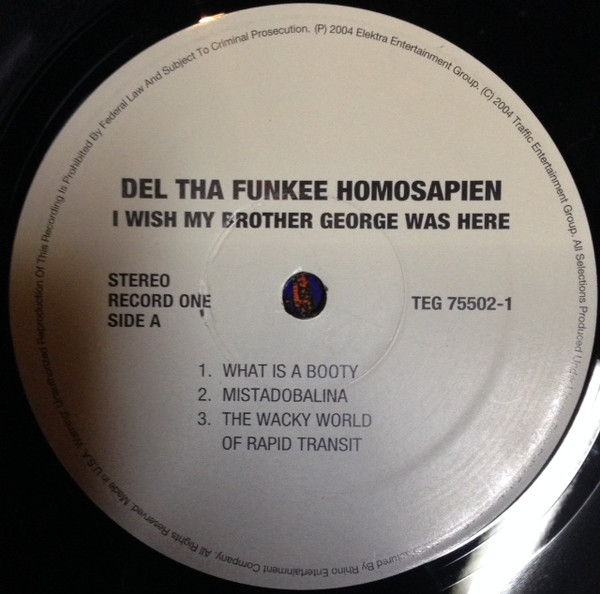 Warning: Unauthorized Reproduction Of This Recording Is Prohibited By Federal Law And Subject To Criminal Prosecution. (P) 2004 Elektra Entertainment Group, (C) 2004 Traffic Entertainment Group, All Selections Produced Under
DEL THA FUNKEE HOMOSAPIEN
I WISH MY BROTHER GEORGE WAS HERE
STEREO
RECORD ONE
SIDE A
TEG 75502-1
1. WHAT IS A BOOTY
2. MISTADOBALINA
3. THE WACKY WORLD
OF RAPID TRANSIT
By Rhino Entertainment Company, All Rights Reserved. Made in U.S.A.